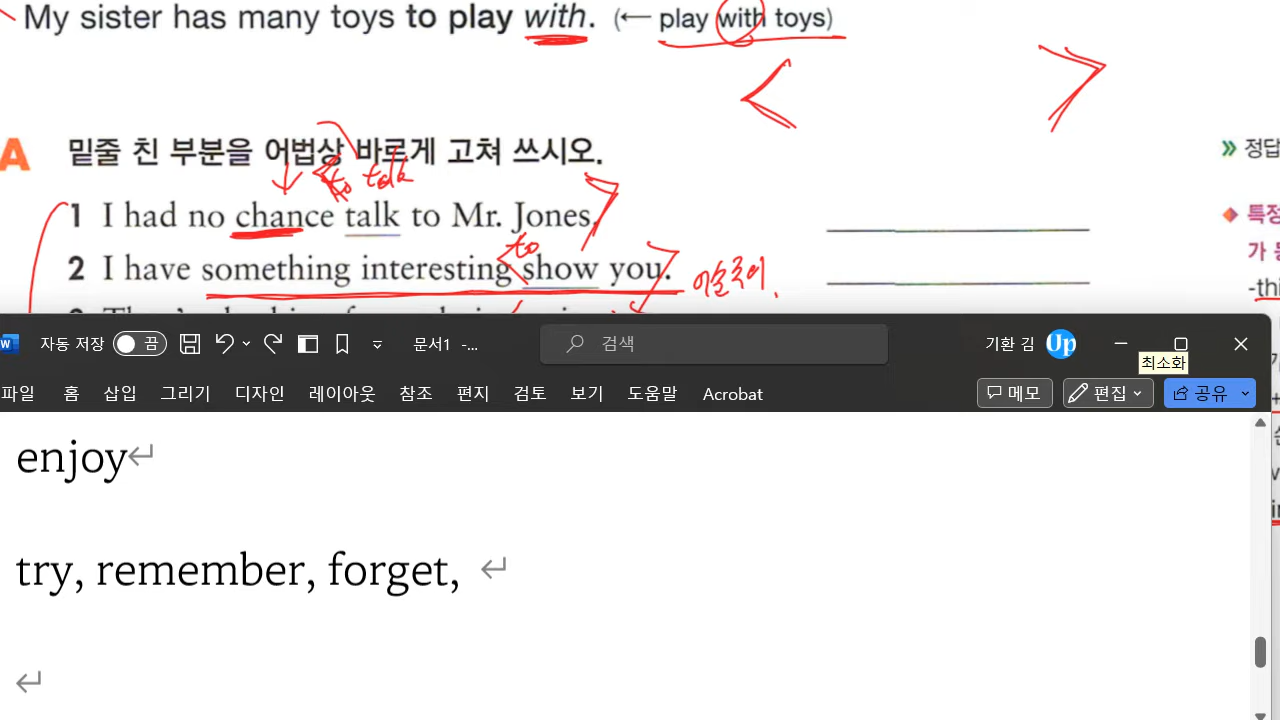 My sister has many toys to play with. (← play with toys)
A 밑줄 친 부분을 어법상 바르게 고쳐 쓰시오.
» 정답
to talk
1 I had no chance talk to Mr. Jones.
◆ 특정
to
가
2 I have something interesting show you.
-thi
자동 저장 끔 문서1 -... 검색 기환 김 Up
최소화
파일 홈 삽입 그리기 디자인 레이아웃 참조 편지 검토 보기 도움말 Acrobat 메모 편집 공유
enjoy
try, remember, forget,